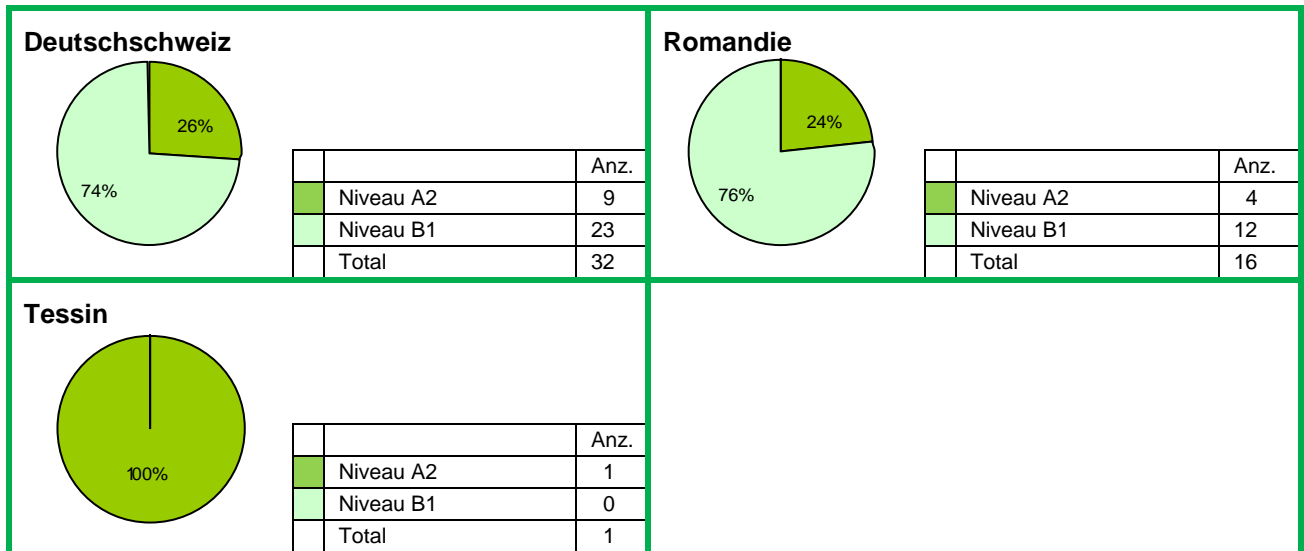 Deutschschweiz
26%
74%
Anz.
Niveau A2 9
Niveau B1 23
Total 32
Romandie
24%
76%
Anz.
Niveau A2 4
Niveau B1 12
Total 16
Tessin
100%
Anz.
Niveau A2 1
Niveau B1 0
Total 1